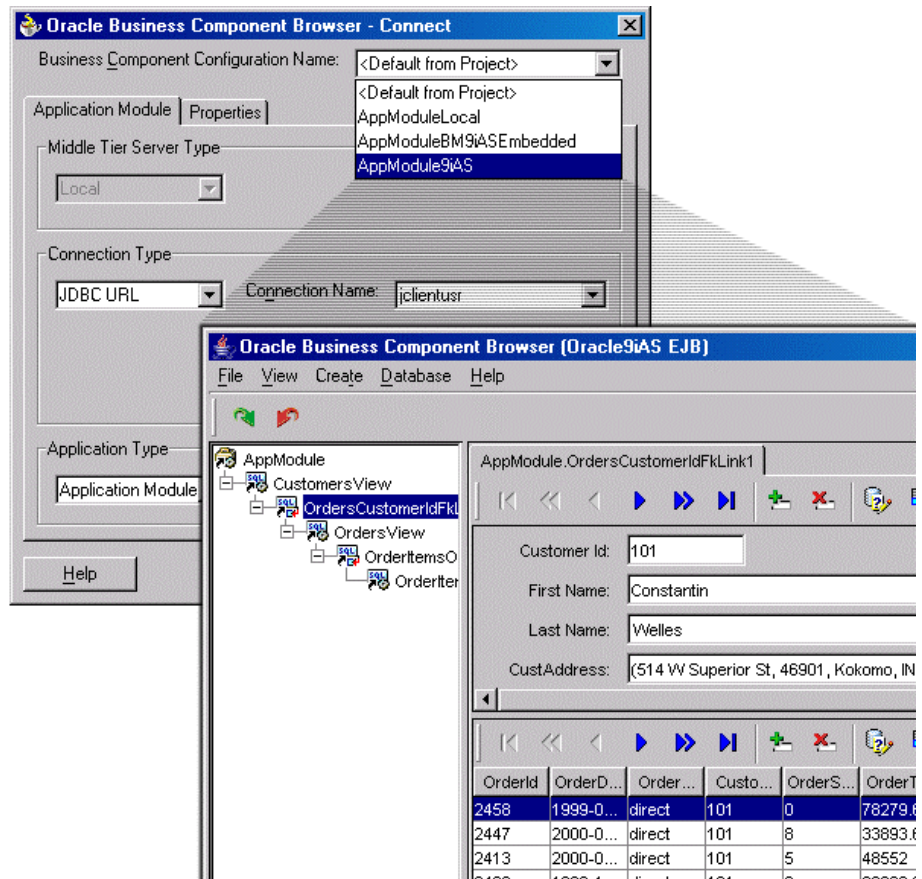 Oracle Business Component Browser - Connect
Business Component Configuration Name: <Default from Project>
<Default from Project>
AppModuleLocal
AppModuleBM9iASEmbedded
AppModule9iAS
Application Module Properties
Middle Tier Server Type
Local
Connection Type
JDBC URL Connection Name: jclientusr
Application Type
Application Module
Help
Oracle Business Component Browser (Oracle9iAS EJB)
File View Create Database Help
AppModule
CustomersView
OrdersCustomerIdFkL
OrdersView
OrderItemsO
OrderIter
AppModule.OrdersCustomerIdFkLink1
Customer Id: 101
First Name: Constantin
Last Name: Welles
CustAddress: (514 W Superior St, 46901, Kokomo, IN
OrderId OrderD... Order... Custo... OrderS... OrderT
2458 1999-0... direct 101 0 78279.6
2447 2000-0... direct 101 8 33893.6
2413 2000-0... direct 101 5 48552